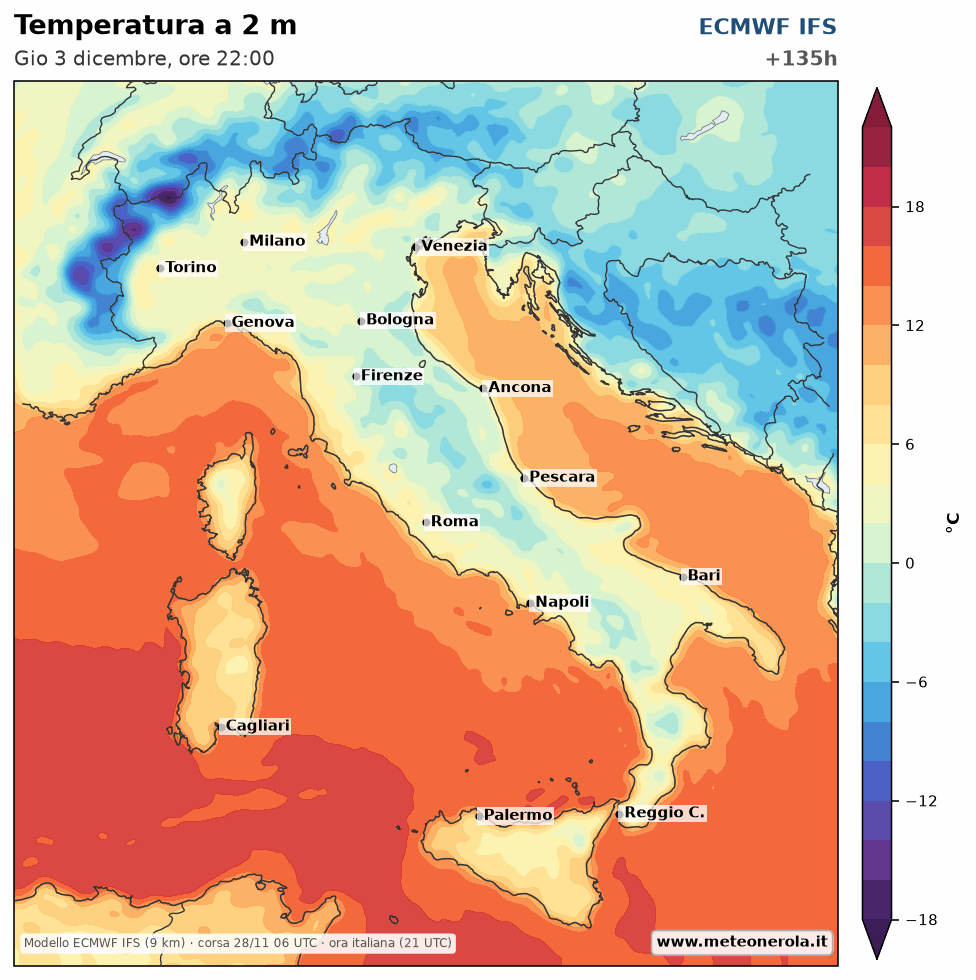 Temperatura a 2 m
ECMWF IFS
Gio 3 dicembre, ore 22:00
+135h
Milano
Venezia
Torino
Genova
Bologna
Firenze
Ancona
Pescara
Roma
Bari
Napoli
Cagliari
Palermo
Reggio C.
18
12
6
0
−6
−12
−18
°C
Modello ECMWF IFS (9 km) · corsa 28/11 06 UTC · ora italiana (21 UTC)
www.meteonerola.it